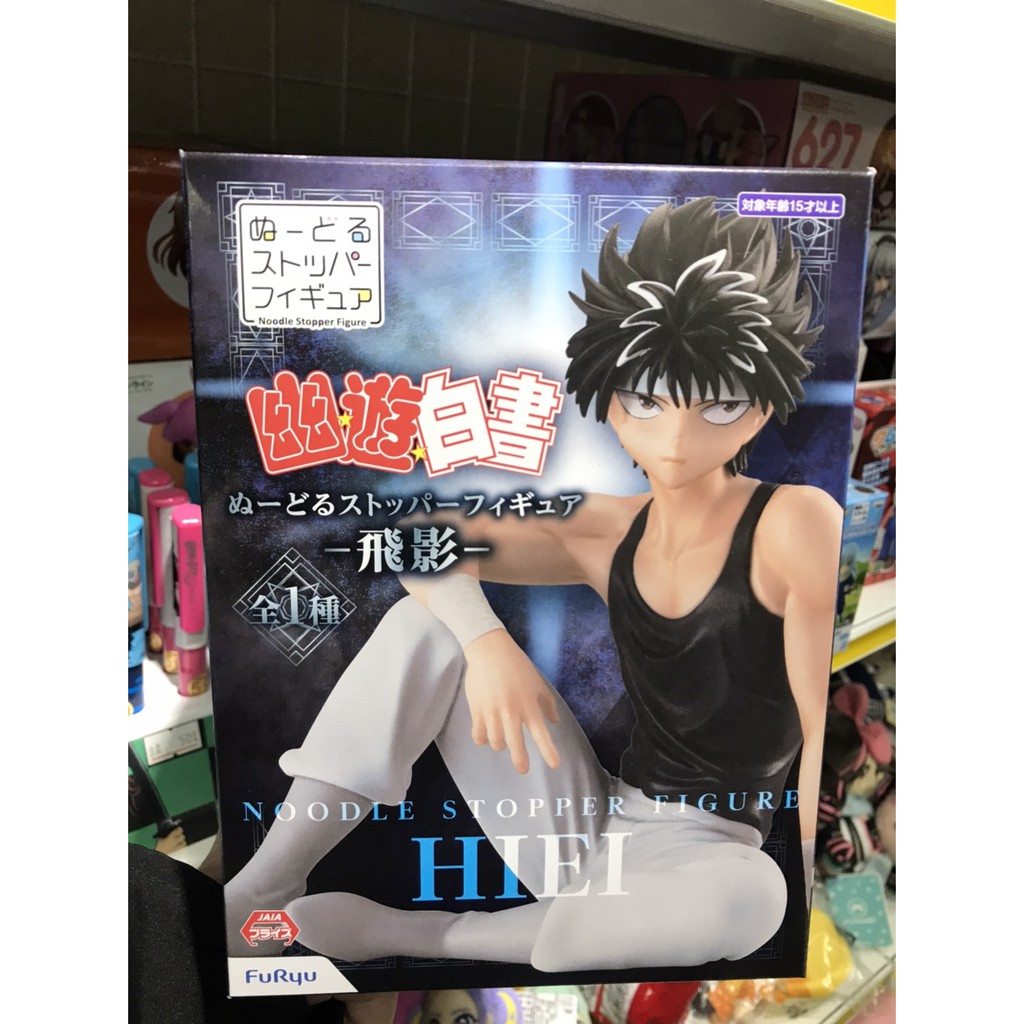 627
対象年齢15才以上
ぬーどる
ストッパー
フィギュア
Noodle Stopper Figure
幽☆遊☆白書
ぬーどるストッパーフィギュア
-飛影-
全1種
NOODLE STOPPER FIGURE
HIEI
JAIA
プライズ
FuRyu
501